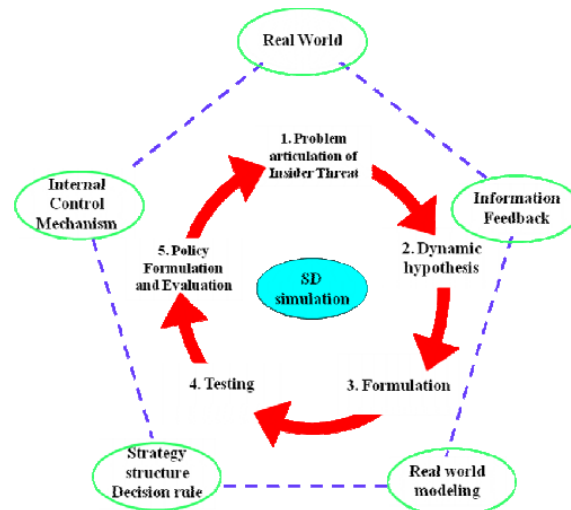 Real World
1. Problem
articulation of
Insider Threat
Internal
Control
Mechanism
Information
Feedback
5. Policy
Formulation
and Evaluation
2. Dynamic
hypothesis
SD
simulation
4. Testing
3. Formulation
Strategy
structure
Decision rule
Real world
modeling